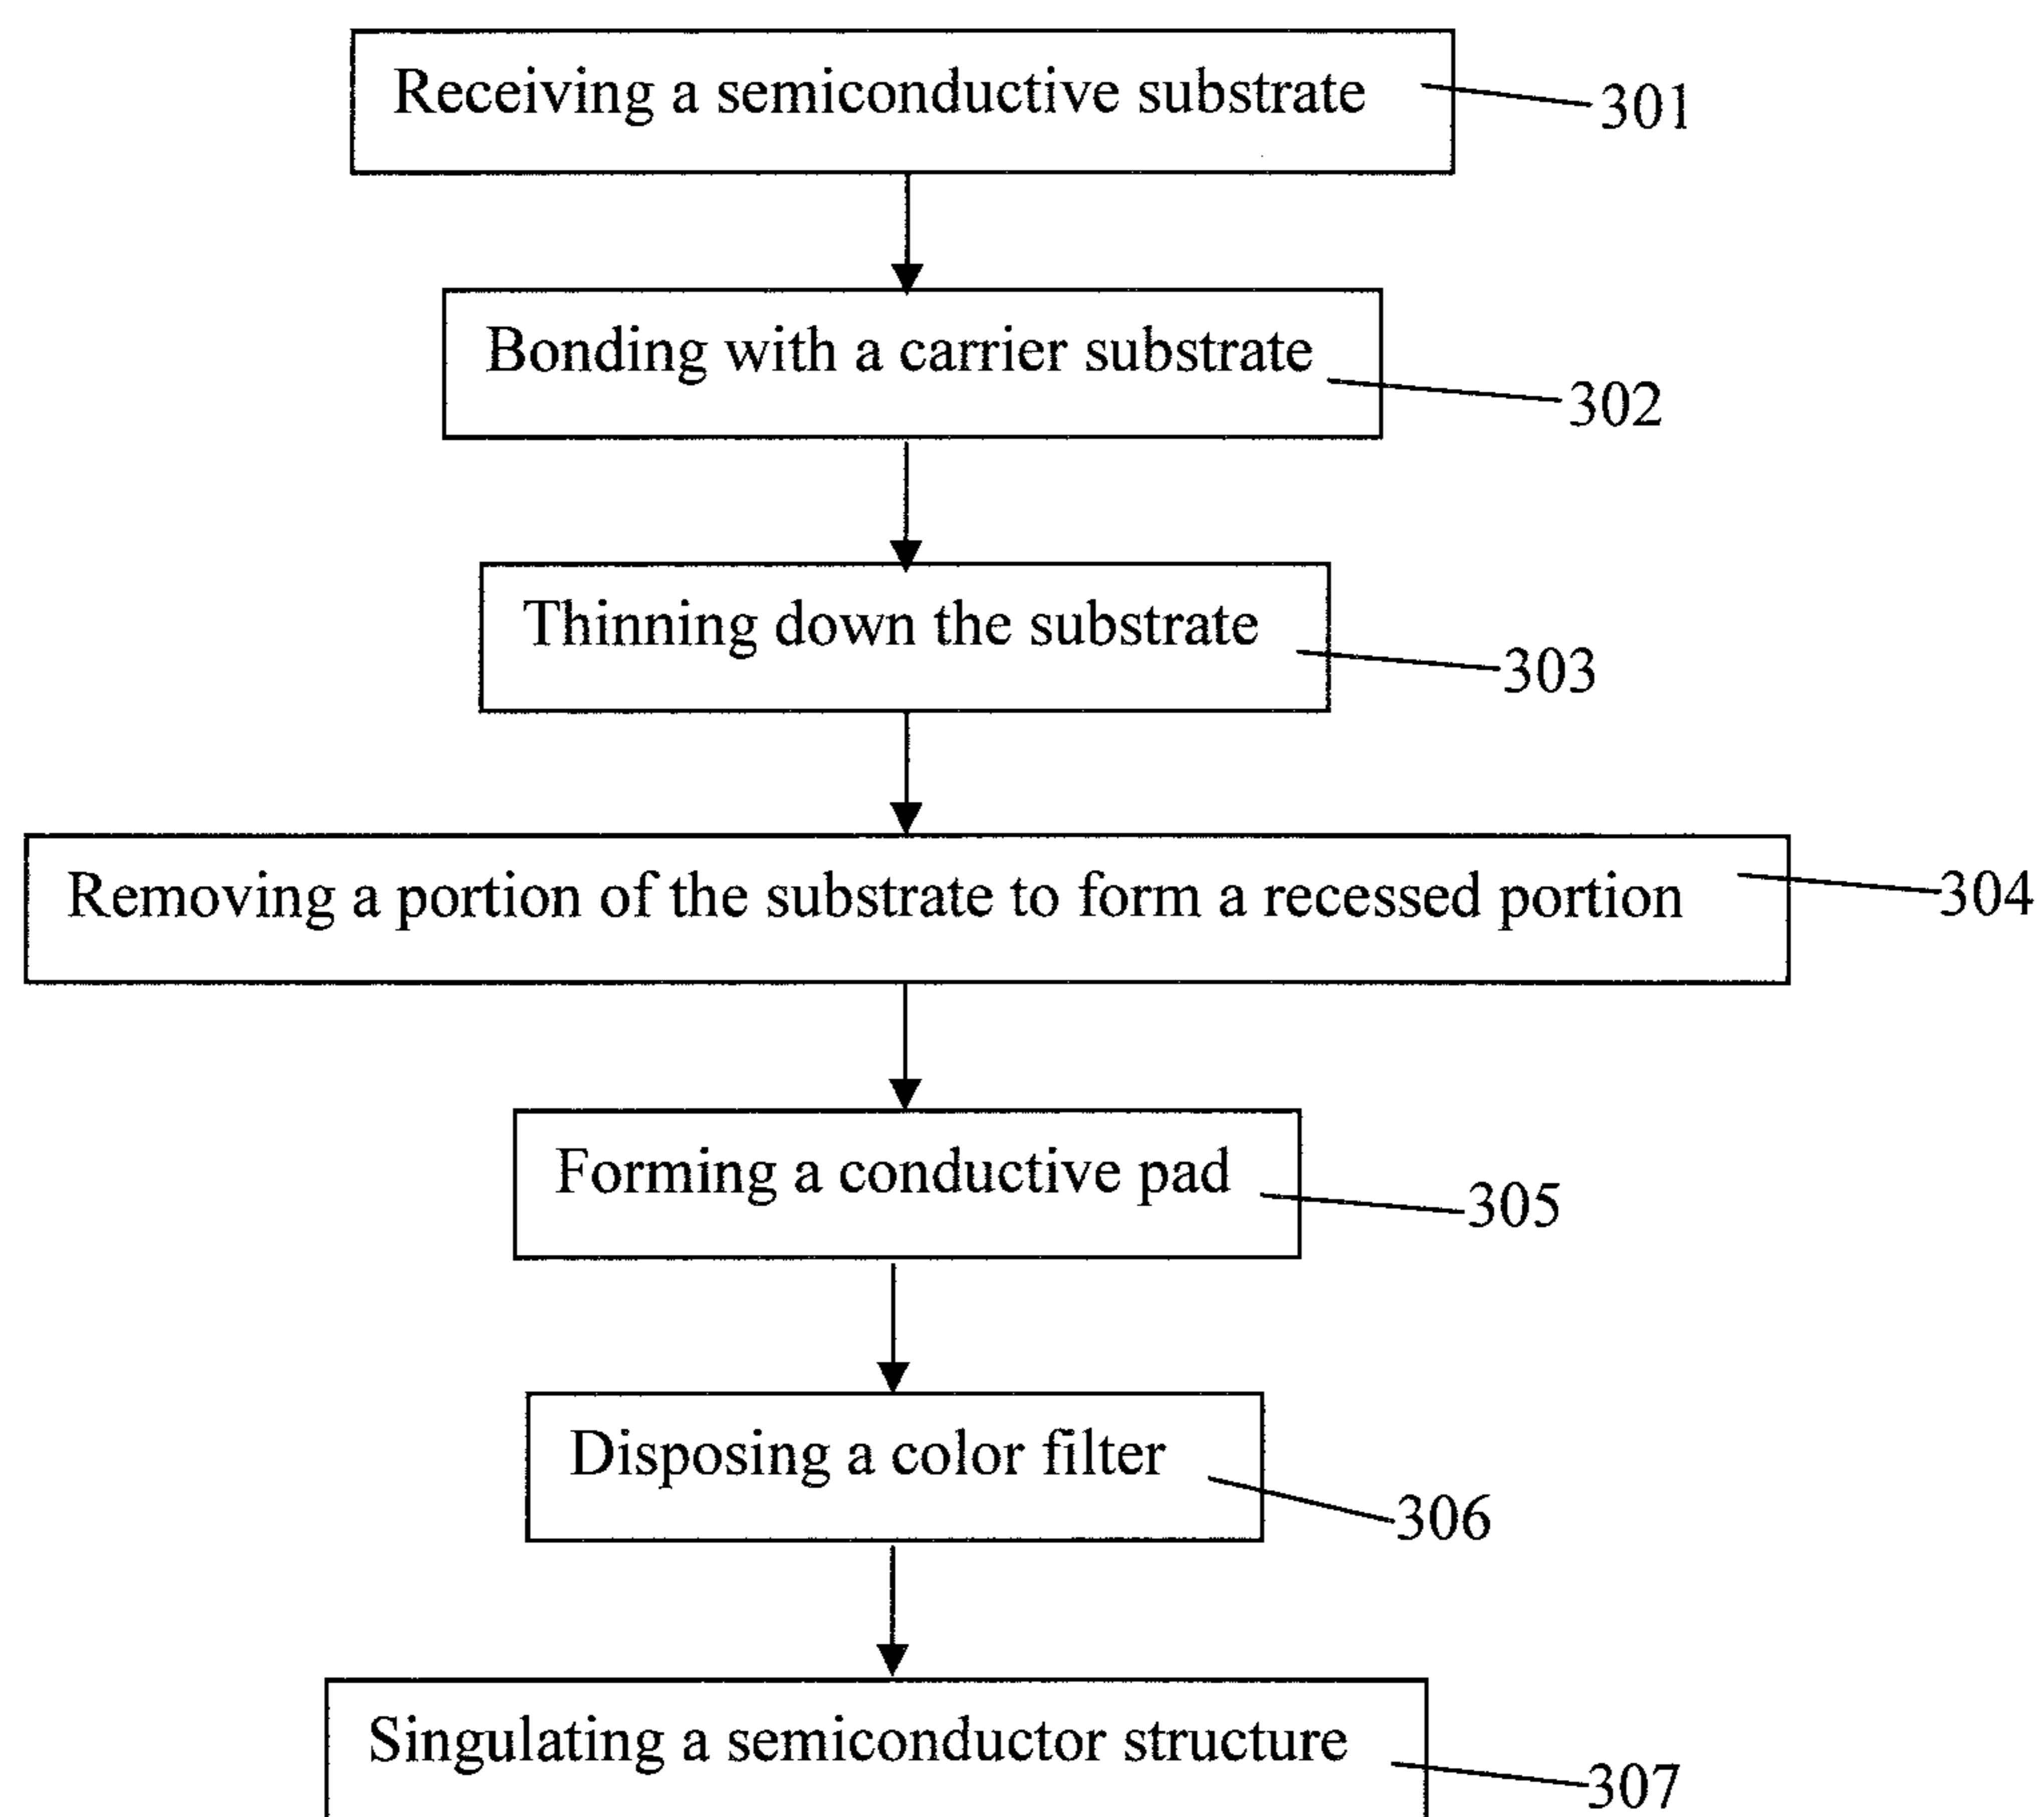 Receiving a semiconductive substrate
301
Bonding with a carrier substrate
302
Thinning down the substrate
303
Removing a portion of the substrate to form a recessed portion
304
Forming a conductive pad
305
Disposing a color filter
306
Singulating a semiconductor structure
307